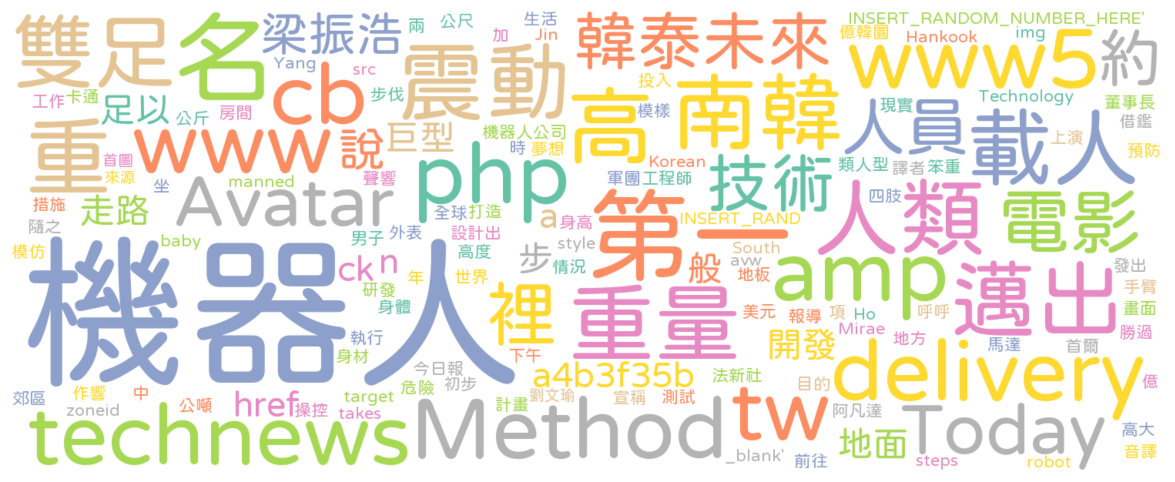 雙足
名
梁振浩
兩
公尺
生活
加
Jin
韓泰未來
億韓圜
INSERT_RANDOM_NUMBER_HERE'
Hankook
img
www5
約
Yang
src
cb
震動
投入
南韓
高
工作
卡通
足以
公斤
房間
步伐
模樣
現實
Technology
董事長
借鑑
人員
載人
上演
預防
重
www
說
巨型
機器人公司
時
夢想
首圖
來源
坐
manned
聲響
php
Korean
軍團
工程師
技術
類人型
譯者
笨重
四肢
措施
隨之
走路
Avatar
全球
打造
a
身高
INSERT_RAND
第一
人類
電影
模仿
baby
男子
外表
設計出
高度
步
style
情況
South
avw
般
地板
amp
發出
手臂
畫面
機器人
ck
n
研發
身體
年
世界
裡
重量
美元
報導
項
Ho
呼呼
Mirae
邁出
勝過
執行
身材
下午
開發
地方
馬達
首爾
郊區
作響
中
公噸
zoneid
今日報
初步
危險
a4b3f35b
法新社
目的
delivery
億
href
操控
target
takes
計畫
劉文瑜
宣稱
測試
tw
阿凡達
technews
Method
_blank'
前往
地面
Today
steps
robot
高大
音譯